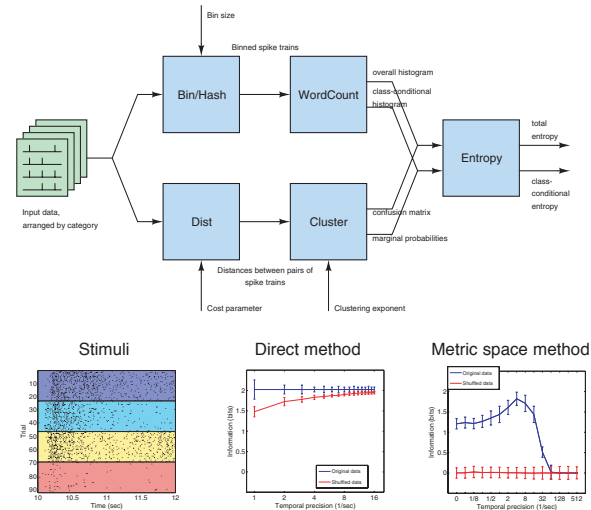 Bin size
Binned spike trains
Bin/Hash
WordCount
overall histogram
class-conditional
histogram
Entropy
total
entropy
class-
conditional
entropy
Input data,
arranged by category
Dist
Cluster
confusion matrix
marginal probabilities
Distances between pairs of
spike trains
Cost parameter
Clustering exponent
Stimuli
Trial
10
20
30
40
50
60
70
80
90
10
10.5
11
11.5
12
Time (sec)
Direct method
Information (bits)
2
1.5
1
0.5
0
Original data
Shuffled data
1
2
4
8
16
Temporal precision (1/sec)
Metric space method
Original data
Shuffled data
Information (bits)
2
1.5
1
0.5
0
0
1/8
1/2
2
8
32
128
512
Temporal precision (1/sec)